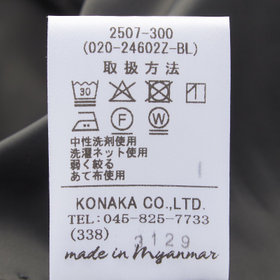 2507-300
(020-24602Z-BL)
取扱方法
30
F W
中性洗剤使用
洗濯ネット使用
弱く絞る
あて布使用
KONAKA CO.,LTD.
TEL:045-825-7733
(338)
3129
made in Myanmar